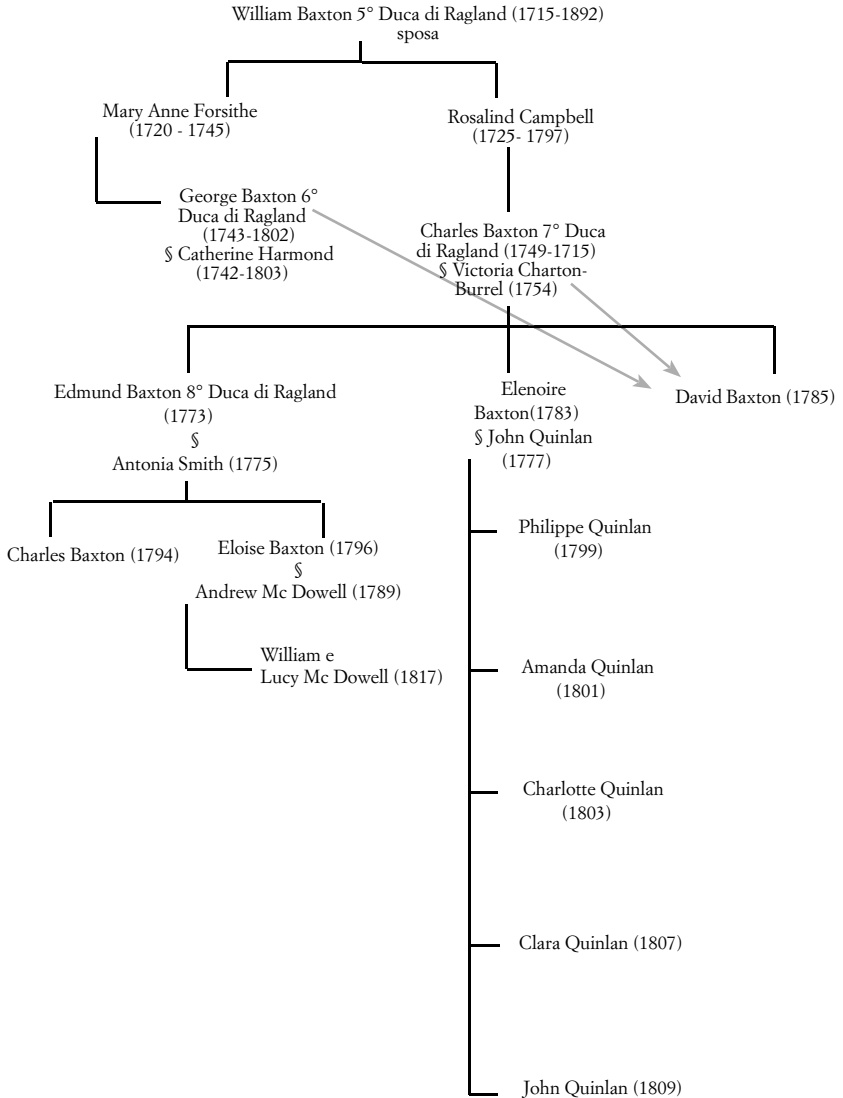 William Baxton 5° Duca di Ragland (1715-1892)
sposa
Mary Anne Forsithe
(1720 - 1745)
Rosalind Campbell
(1725- 1797)
George Baxton 6°
Duca di Ragland
(1743-1802)
§ Catherine Harmond
(1742-1803)
Charles Baxton 7° Duca
di Ragland (1749-1715)
§ Victoria Charton-
Burrel (1754)
Edmund Baxton 8° Duca di Ragland
(1773)
§
Antonia Smith (1775)
Elenoire
Baxton(1783)
§ John Quinlan
(1777)
David Baxton (1785)
Charles Baxton (1794)
Eloise Baxton (1796)
§
Andrew Mc Dowell (1789)
William e
Lucy Mc Dowell (1817)
Philippe Quinlan
(1799)
Amanda Quinlan
(1801)
Charlotte Quinlan
(1803)
Clara Quinlan (1807)
John Quinlan (1809)